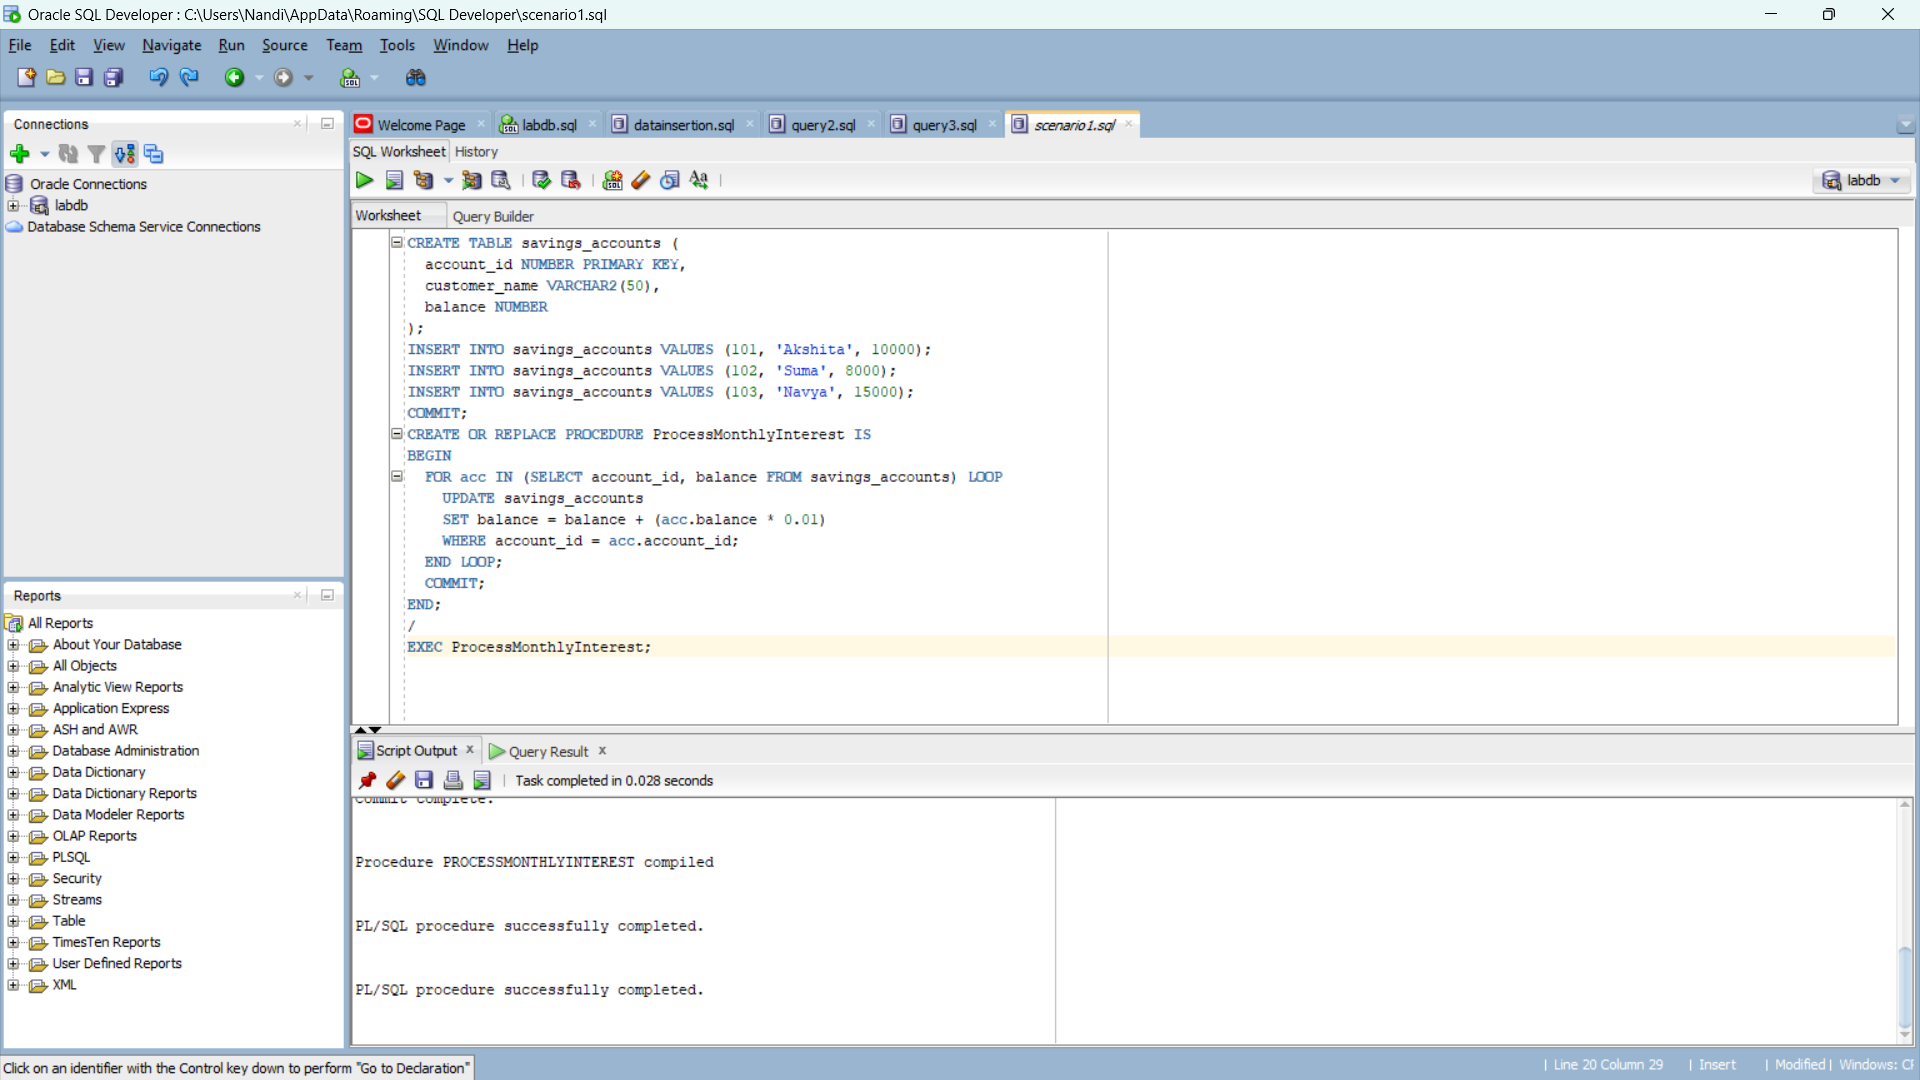 Oracle SQL Developer : C:\Users\Nandi\AppData\Roaming\SQL Developer\scenario1.sql
File Edit View Navigate Run Source Team Tools Window Help
Connections
Oracle Connections
labdb
Database Schema Service Connections
Reports
All Reports
About Your Database
All Objects
Analytic View Reports
Application Express
ASH and AWR
Database Administration
Data Dictionary
Data Dictionary Reports
Data Modeler Reports
OLAP Reports
PLSQL
Security
Streams
Table
TimesTen Reports
User Defined Reports
XML
Welcome Page labdb.sql datainsertion.sql query2.sql query3.sql scenario1.sql
SQL Worksheet History
labdb
Worksheet Query Builder
CREATE TABLE savings_accounts (
account_id NUMBER PRIMARY KEY,
customer_name VARCHAR2(50),
balance NUMBER
);
INSERT INTO savings_accounts VALUES (101, 'Akshita', 10000);
INSERT INTO savings_accounts VALUES (102, 'Suma', 8000);
INSERT INTO savings_accounts VALUES (103, 'Navya', 15000);
COMMIT;
CREATE OR REPLACE PROCEDURE ProcessMonthlyInterest IS
BEGIN
FOR acc IN (SELECT account_id, balance FROM savings_accounts) LOOP
UPDATE savings_accounts
SET balance = balance + (acc.balance * 0.01)
WHERE account_id = acc.account_id;
END LOOP;
COMMIT;
END;
/
EXEC ProcessMonthlyInterest;
Script Output Query Result
Task completed in 0.028 seconds
Commit complete.
Procedure PROCESSMONTHLYINTEREST compiled
PL/SQL procedure successfully completed.
PL/SQL procedure successfully completed.
Click on an identifier with the Control key down to perform "Go to Declaration"
Line 20 Column 29 | Insert | Modified | Windows: CR